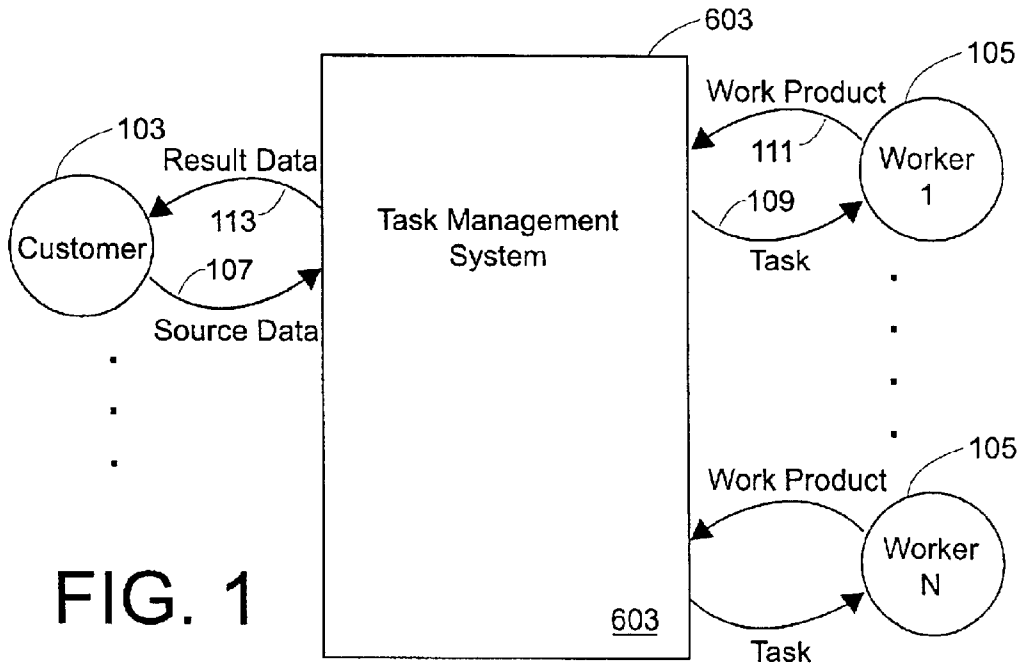 603
105
Work Product
103
111
Worker
1
Result Data
109
113
Task Management
System
Customer
107
Task
Source Data
105
Work Product
Worker
N
FIG. 1
603
Task